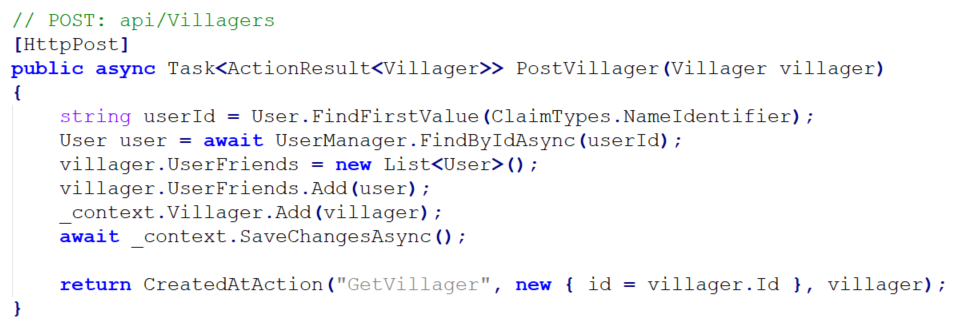 // POST: api/Villagers
[HttpPost]
public async Task<ActionResult<Villager>> PostVillager(Villager villager)
{
string userId = User.FindFirstValue(ClaimTypes.NameIdentifier);
User user = await UserManager.FindByIdAsync(userId);
villager.UserFriends = new List<User>();
villager.UserFriends.Add(user);
_context.Villager.Add(villager);
await _context.SaveChangesAsync();
return CreatedAtAction("GetVillager", new { id = villager.Id }, villager);
}